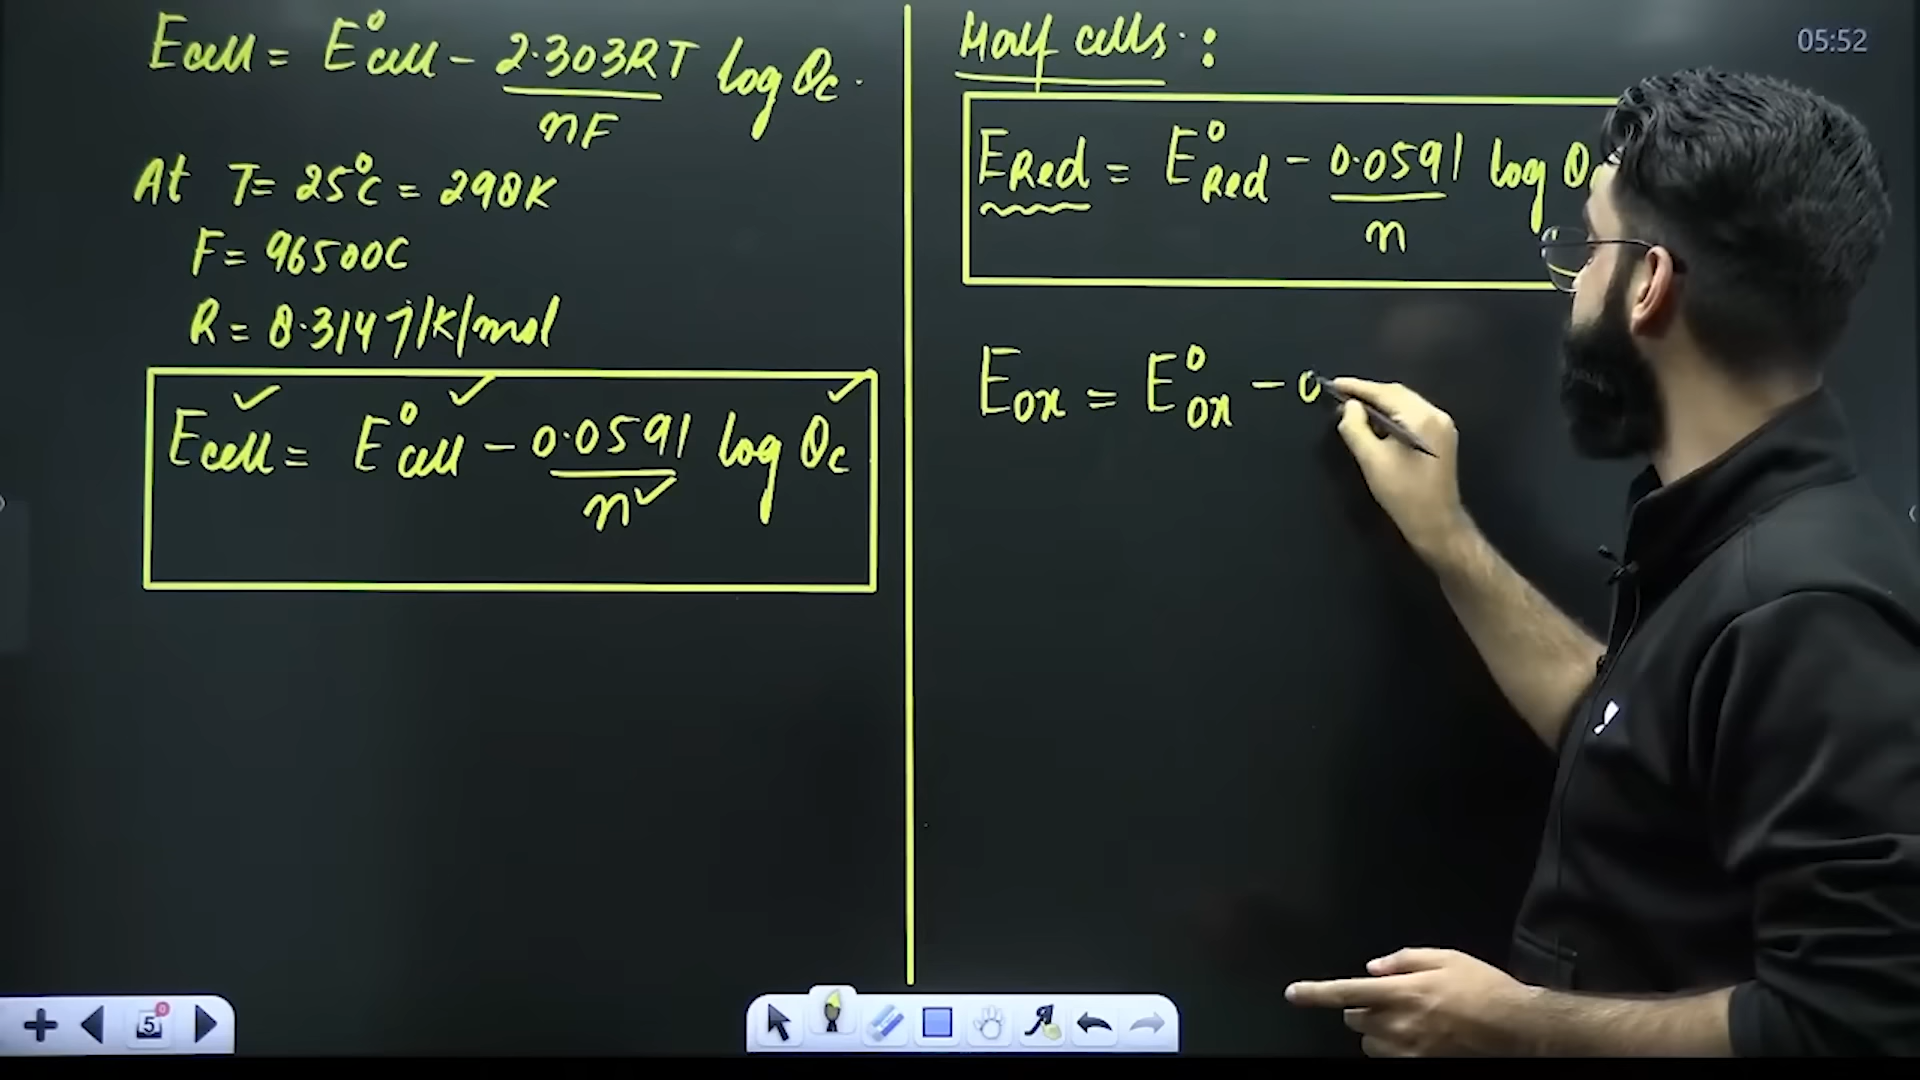 Ecell = E°cell - 2.303RT/nF log Qc.
At T = 25°C = 298K
F = 96500C
R = 8.314 J/K/mol
Ecell = E°cell - 0.0591/n log Qc
Half cells :
ERed = E°Red - 0.0591/n log Q
Eox = E°ox - 0
05:52
5
0